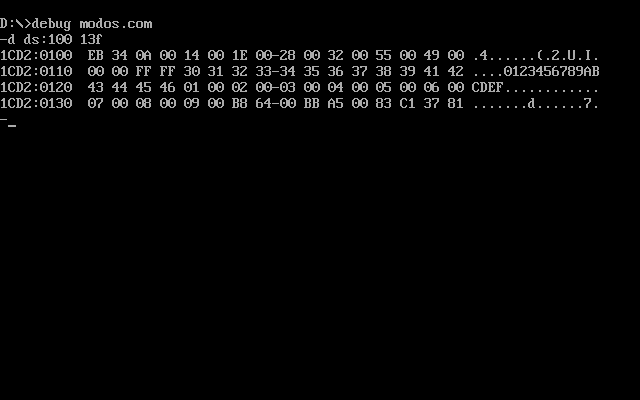 D:\>debug modos.com
-d ds:100 13f
1CD2:0100  EB 34 0A 00 14 00 1E 00-28 00 32 00 55 00 49 00  .4......(.2.U.I.
1CD2:0110  00 00 FF FF 30 31 32 33-34 35 36 37 38 39 41 42  ....0123456789AB
1CD2:0120  43 44 45 46 01 00 02 00-03 00 04 00 05 00 06 00  CDEF............
1CD2:0130  07 00 08 00 09 00 B8 64-00 BB A5 00 83 C1 37 81  .......d......7.
-_